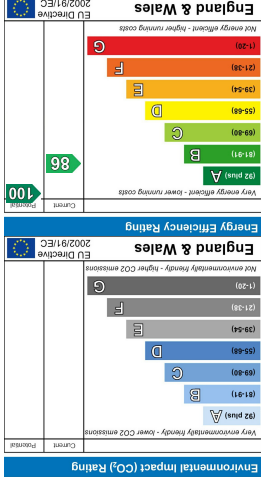 Environmental Impact (CO₂) Rating
Current Potential
Very environmentally friendly - lower CO2 emissions
(92 plus) A
(81-91) B
(69-80) C
(55-68) D
(39-54) E
(21-38) F
(1-20) G
Not environmentally friendly - higher CO2 emissions
England & Wales EU Directive 2002/91/EC
Energy Efficiency Rating
Current Potential
Very energy efficient - lower running costs
(92 plus) A
100
(81-91) B
86
(69-80) C
(55-68) D
(39-54) E
(21-38) F
(1-20) G
Not energy efficient - higher running costs
England & Wales EU Directive 2002/91/EC